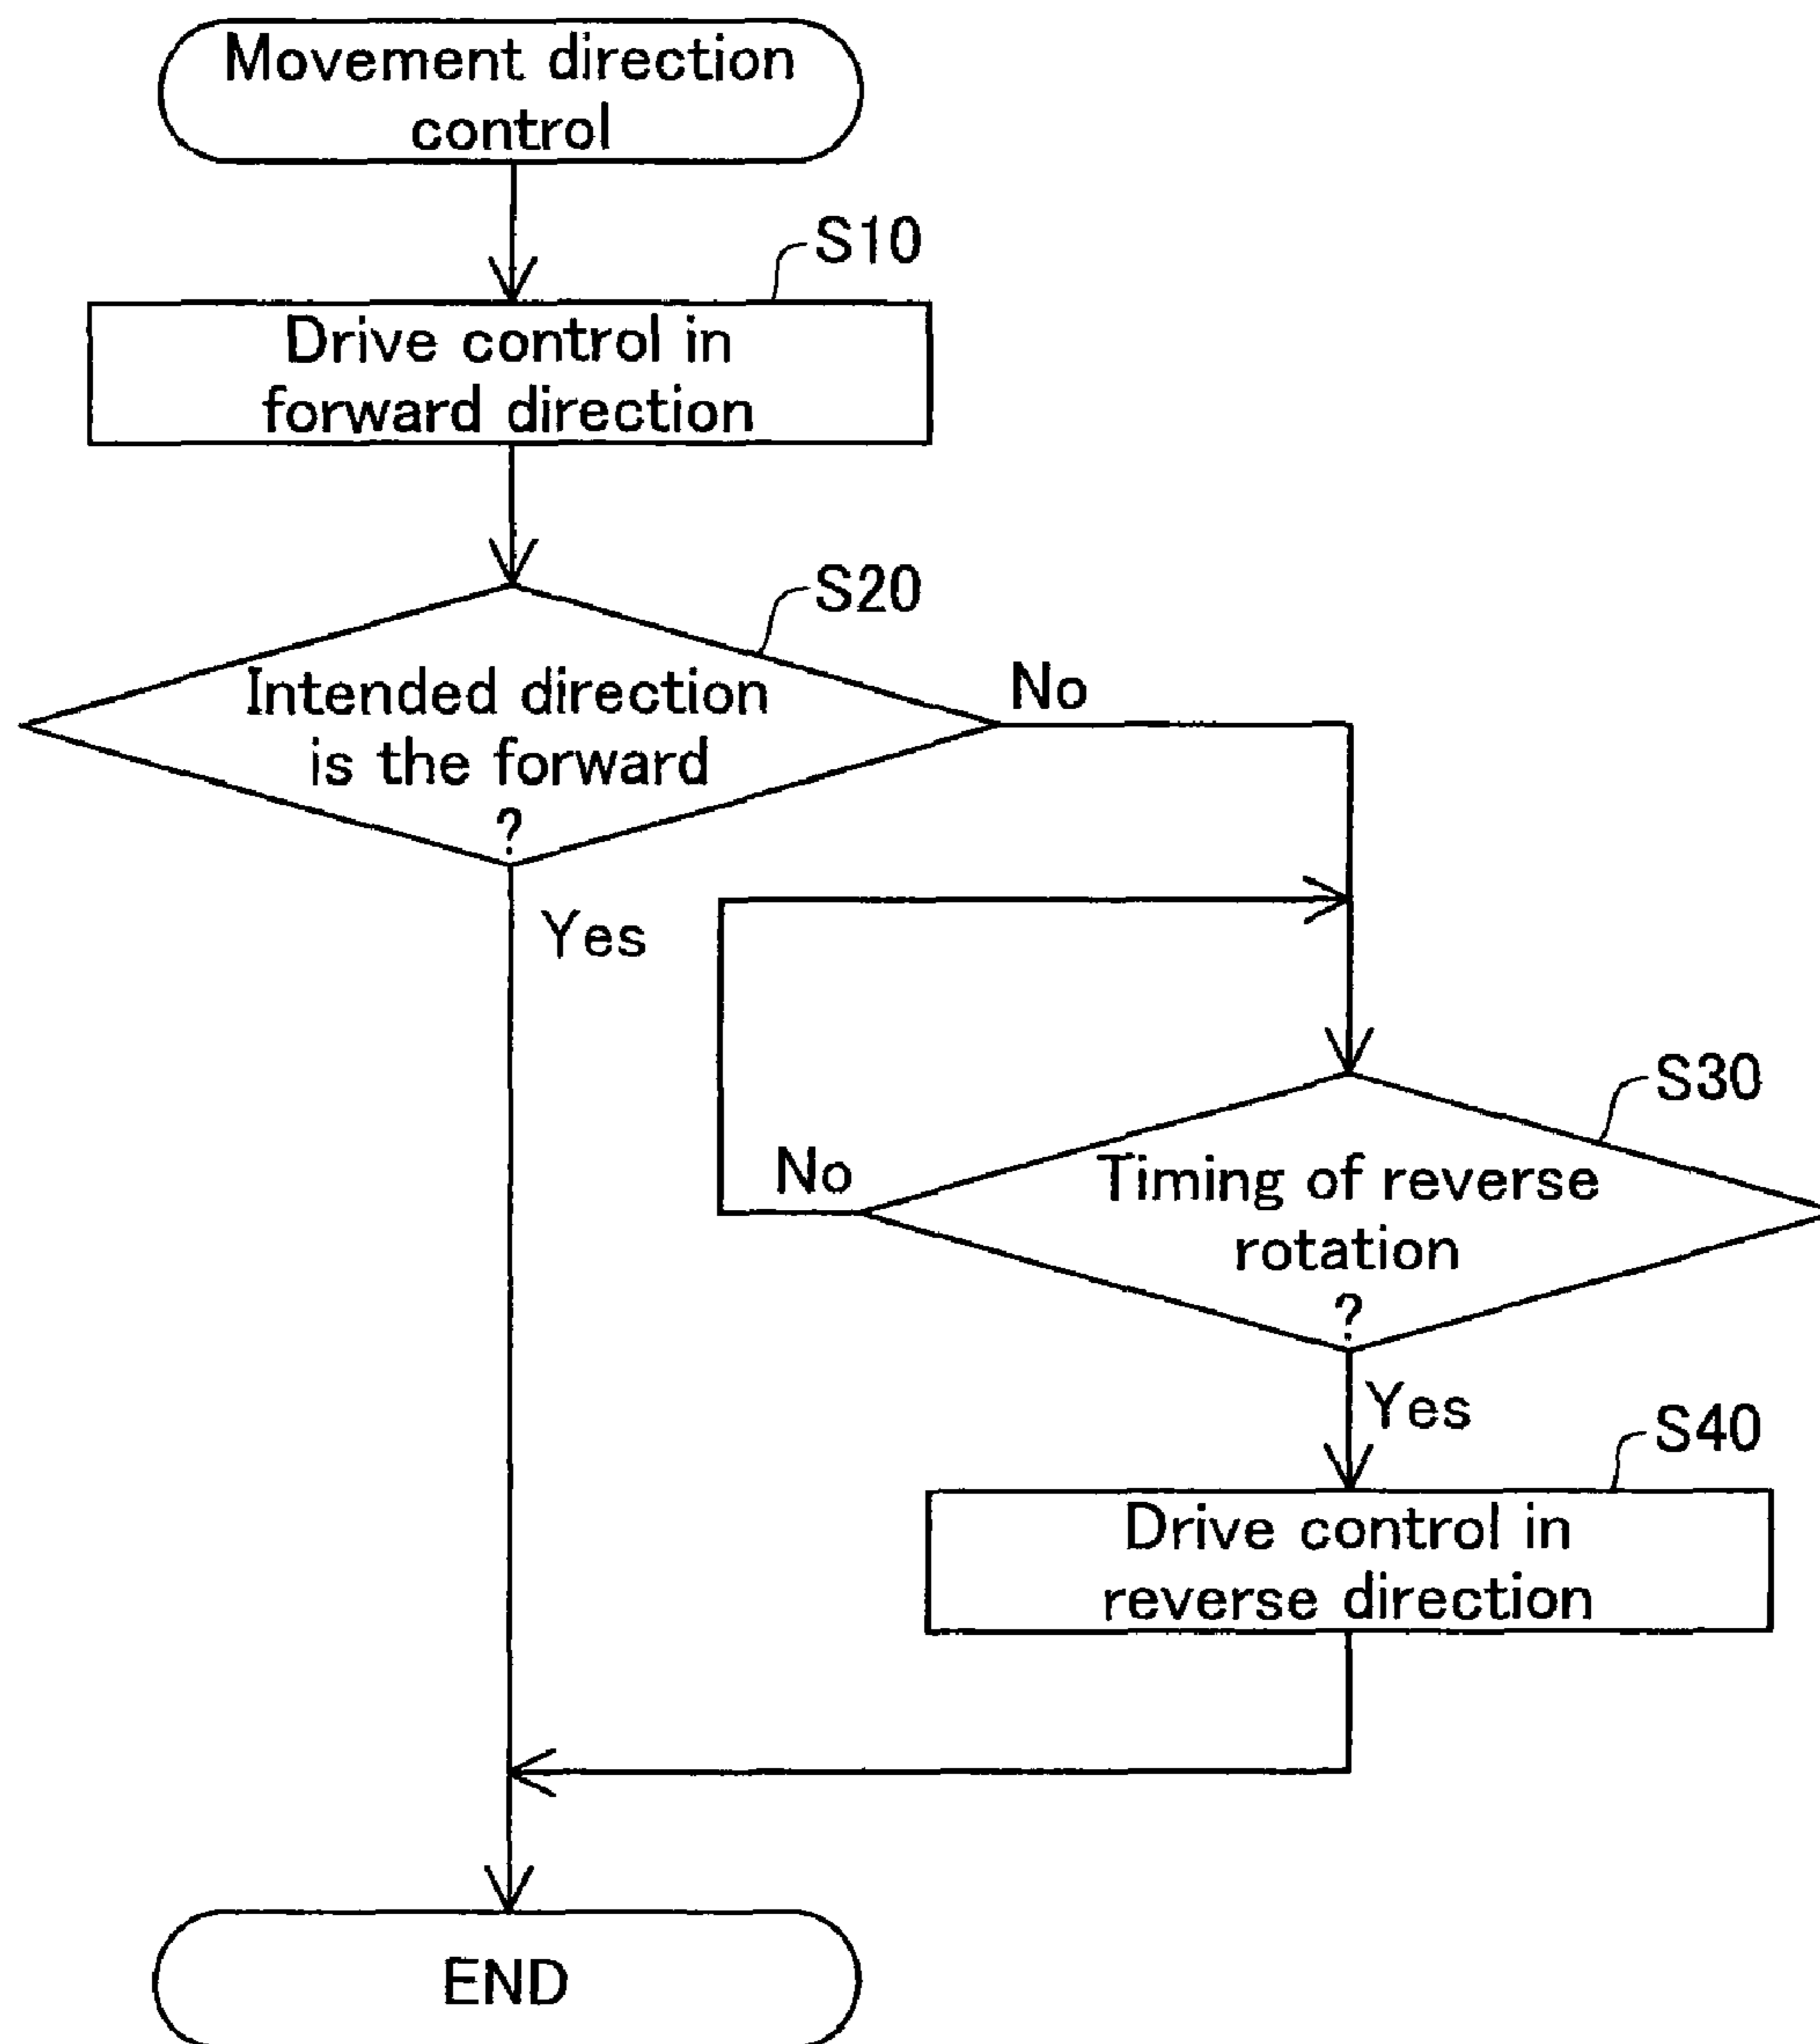 Movement direction
control
S10
Drive control in
forward direction
S20
Intended direction
is the forward
?
No
Yes
S30
Timing of reverse
rotation
?
No
Yes
S40
Drive control in
reverse direction
END